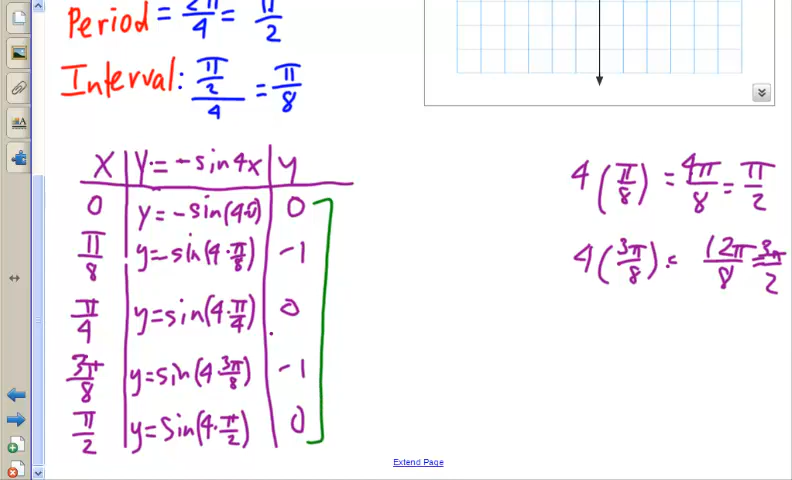 Period = 2π/4 = π/2
Interval: π/2/4 = π/8
x | y = -sin4x | y
0 | y = -sin(4·0) | 0
π/8 | y = -sin(4·π/8) | -1
π/4 | y = sin(4·π/4) | 0
3π/8 | y = sin(4·3π/8) | -1
π/2 | y = sin(4·π/2) | 0
4(π/8) = 4π/8 = π/2
4(3π/8) = 12π/8 = 3π/2
Extend Page